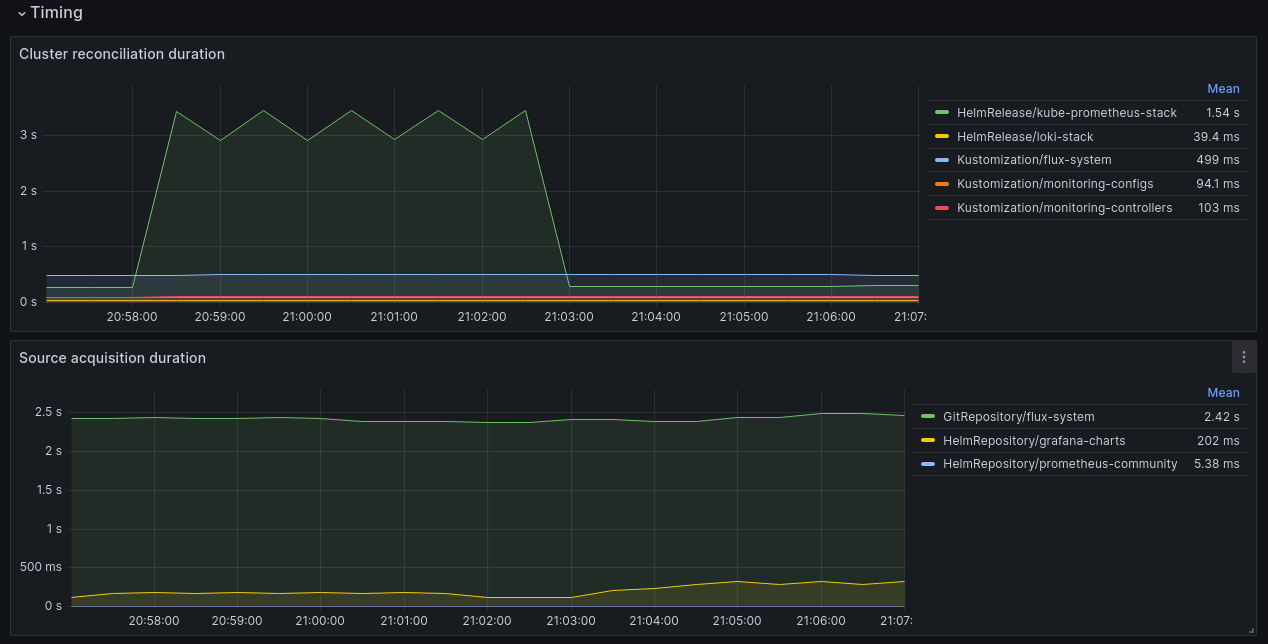 Timing
Cluster reconciliation duration
Mean
3 s
HelmRelease/kube-prometheus-stack 1.54 s
HelmRelease/loki-stack 39.4 ms
2 s
Kustomization/flux-system 499 ms
Kustomization/monitoring-configs 94.1 ms
1 s
Kustomization/monitoring-controllers 103 ms
0 s
20:58:00 20:59:00 21:00:00 21:01:00 21:02:00 21:03:00 21:04:00 21:05:00 21:06:00 21:07:
Source acquisition duration
Mean
2.5 s
GitRepository/flux-system 2.42 s
2 s
HelmRepository/grafana-charts 202 ms
1.5 s
HelmRepository/prometheus-community 5.38 ms
1 s
500 ms
0 s
20:58:00 20:59:00 21:00:00 21:01:00 21:02:00 21:03:00 21:04:00 21:05:00 21:06:00 21:07: